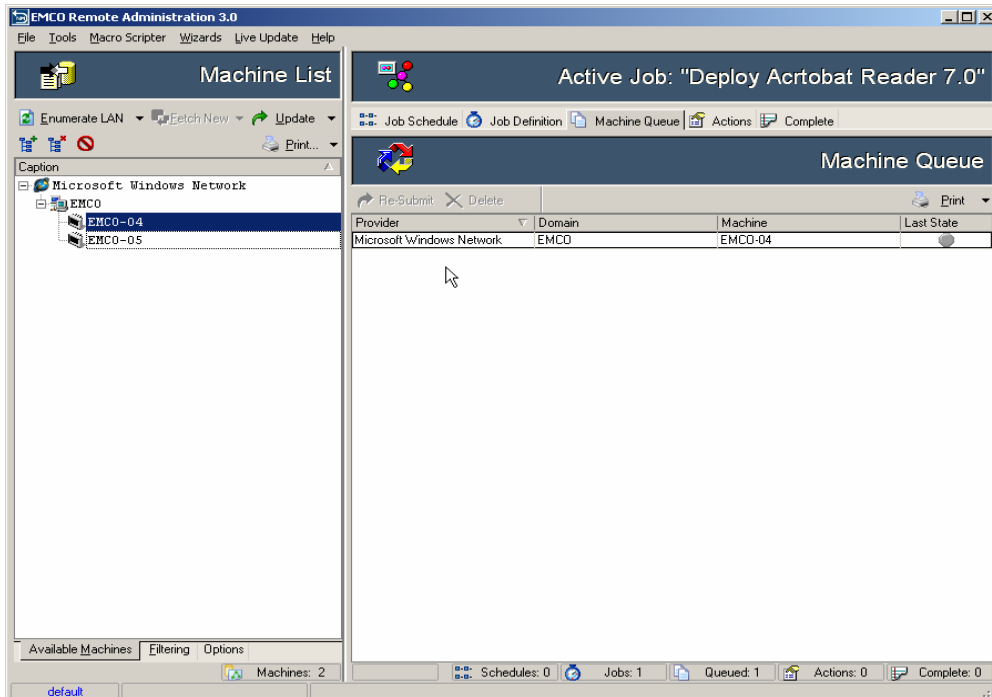 EMCO Remote Administration 3.0
File Tools Macro Scripter Wizards Live Update Help
Machine List
Enumerate LAN Fetch New Update
Print...
Caption
Microsoft Windows Network
EMCO
EMCO-04
EMCO-05
Available Machines Filtering Options
Machines: 2
default
Active Job: "Deploy Acrtobat Reader 7.0"
Job Schedule Job Definition Machine Queue Actions Complete
Machine Queue
Re-Submit Delete Print
Provider Domain Machine Last State
Microsoft Windows Network EMCO EMCO-04
Schedules: 0 Jobs: 1 Queued: 1 Actions: 0 Complete: 0